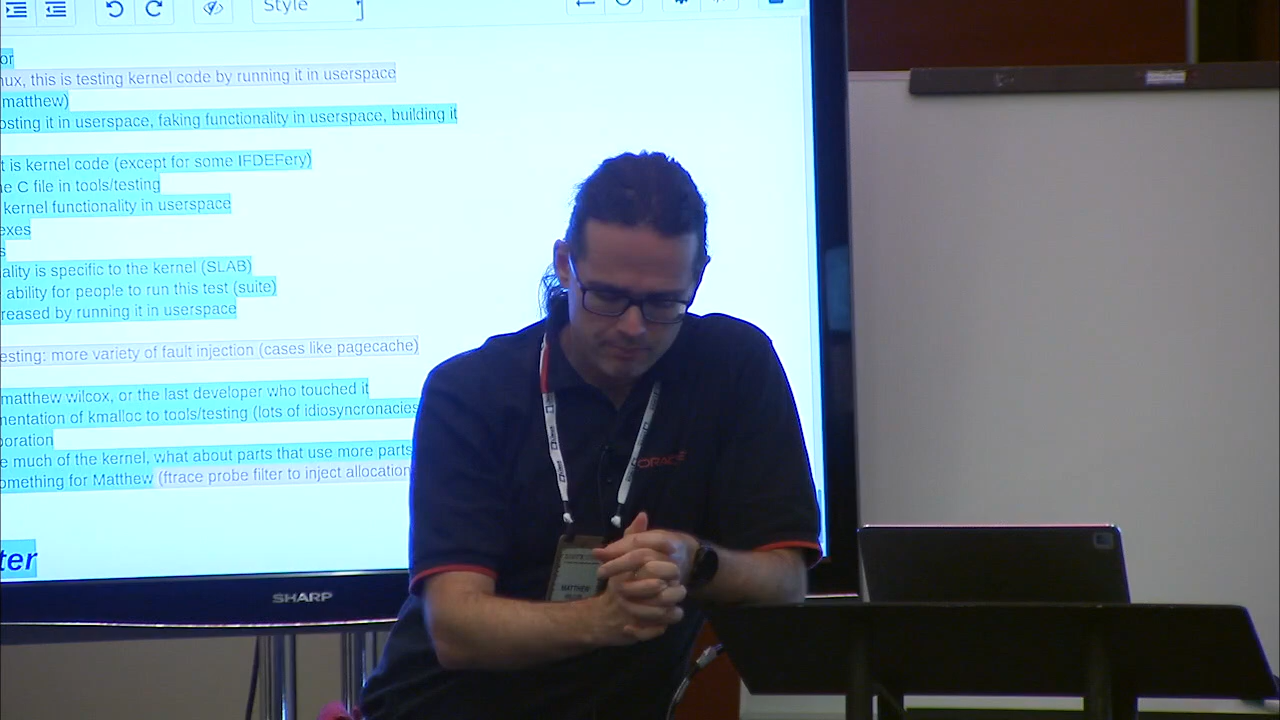 Style
or
nux, this is testing kernel code by running it in userspace
matthew)
osting it in userspace, faking functionality in userspace, building it
t is kernel code (except for some IFDEFery)
ne C file in tools/testing
kernel functionality in userspace
exes
s
ality is specific to the kernel (SLAB)
e ability for people to run this test (suite)
reased by running it in userspace
esting: more variety of fault injection (cases like pagecache)
matthew wilcox, or the last developer who touched it
mentation of kmalloc to tools/testing (lots of idiosyncronacies
poration
e much of the kernel, what about parts that use more parts
omething for Matthew (ftrace probe filter to inject allocation
ter
SHARP
ORACLE
MATTHEW